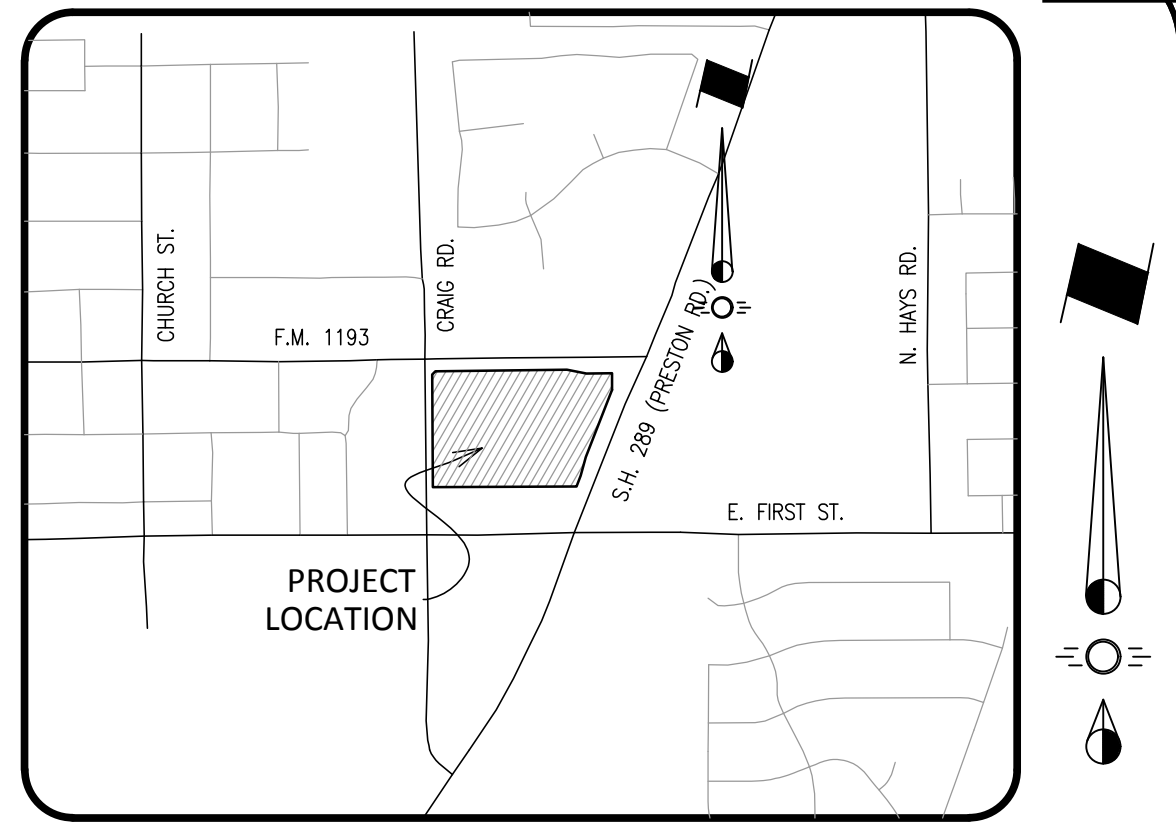 CHURCH ST.
CRAIG RD.
F.M. 1193
S.H. 289 (PRESTON RD.)
N. HAYS RD.
E. FIRST ST.
PROJECT
LOCATION